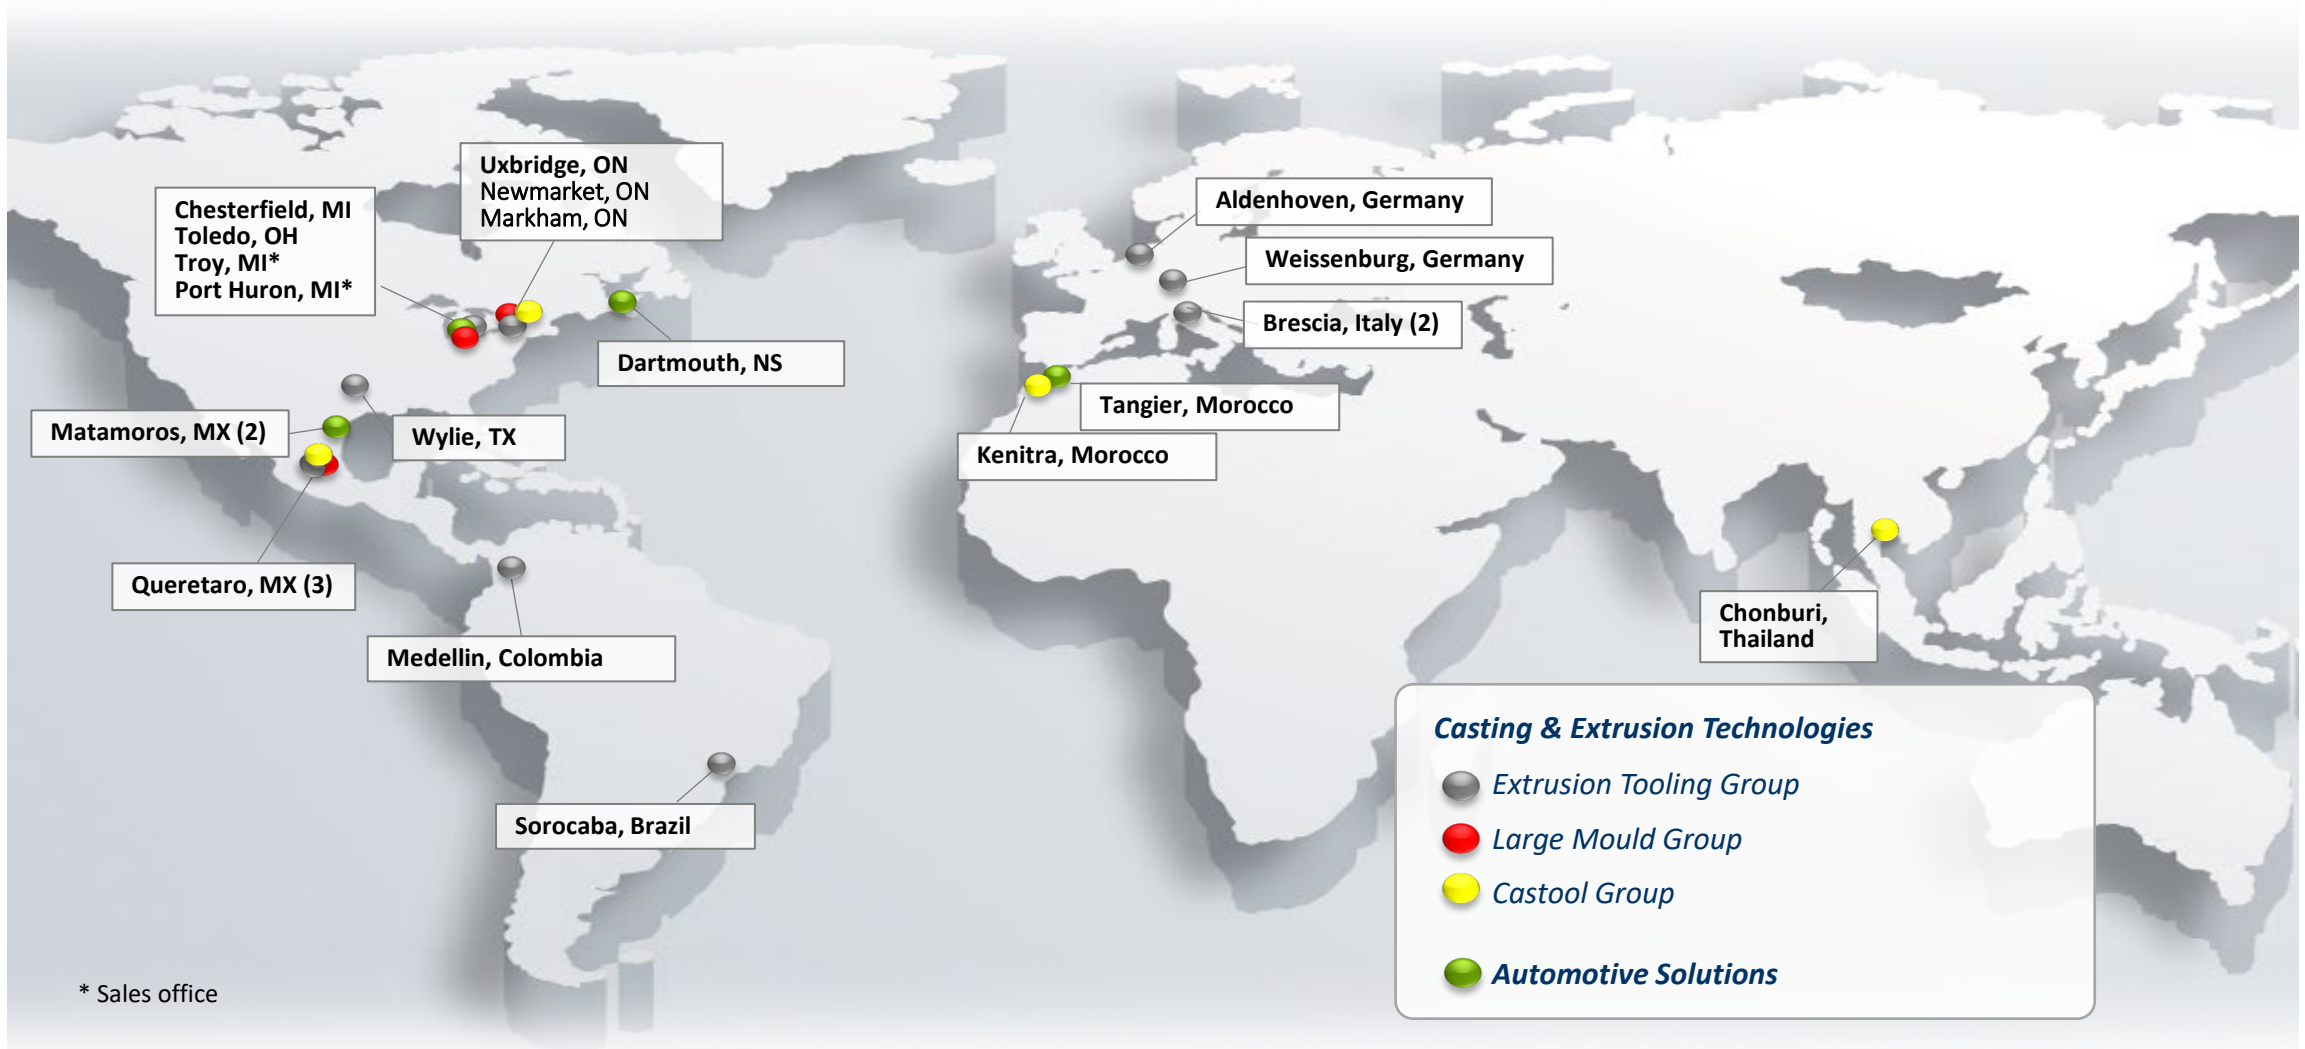 Uxbridge, ON
Newmarket, ON
Markham, ON
Chesterfield, MI
Toledo, OH
Troy, MI*
Port Huron, MI*
Aldenhoven, Germany
Weissenburg, Germany
Brescia, Italy (2)
Dartmouth, NS
Tangier, Morocco
Matamoros, MX (2)
Wylie, TX
Kenitra, Morocco
Queretaro, MX (3)
Chonburi,
Thailand
Medellin, Colombia
Sorocaba, Brazil
Casting & Extrusion Technologies
Extrusion Tooling Group
Large Mould Group
Castool Group
Automotive Solutions
* Sales office